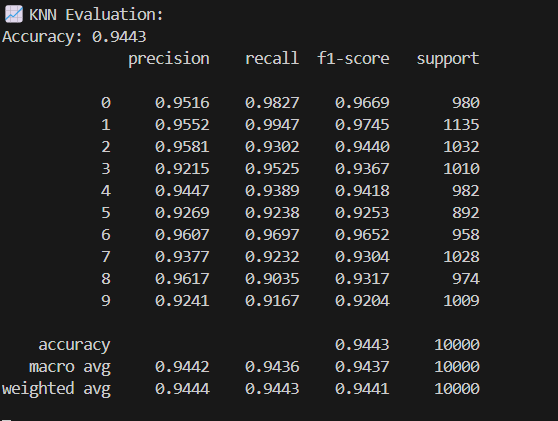 📈 KNN Evaluation:
Accuracy: 0.9443
precision recall f1-score support
0 0.9516 0.9827 0.9669 980
1 0.9552 0.9947 0.9745 1135
2 0.9581 0.9302 0.9440 1032
3 0.9215 0.9525 0.9367 1010
4 0.9447 0.9389 0.9418 982
5 0.9269 0.9238 0.9253 892
6 0.9607 0.9697 0.9652 958
7 0.9377 0.9232 0.9304 1028
8 0.9617 0.9035 0.9317 974
9 0.9241 0.9167 0.9204 1009
accuracy 0.9443 10000
macro avg 0.9442 0.9436 0.9437 10000
weighted avg 0.9444 0.9443 0.9441 10000